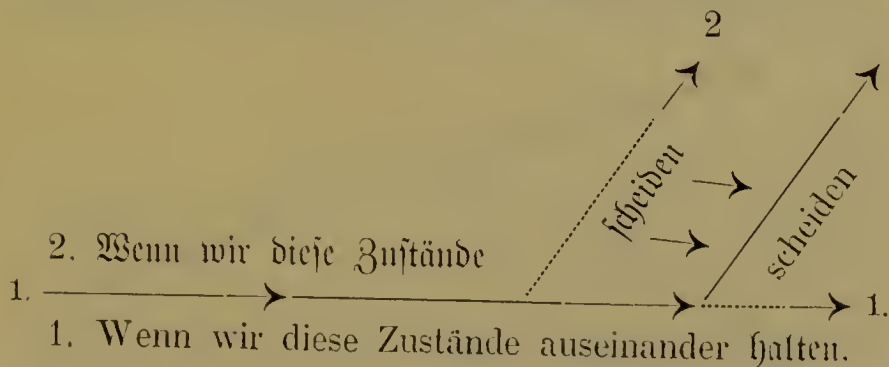 2
scheiden
scheiden
2. Wenn wir diese Zustände
1.
1.
1. Wenn wir diese Zustände auseinander halten.